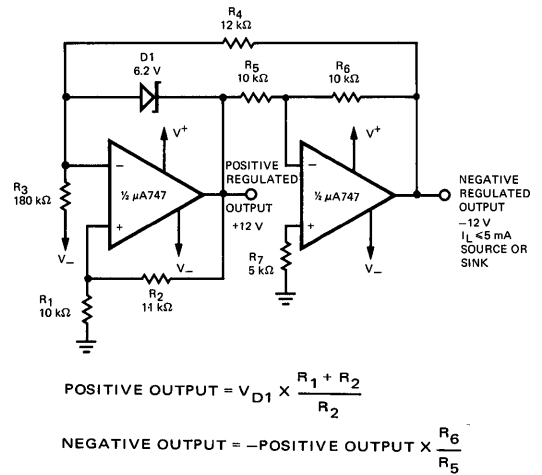 R4
12 kΩ
D1
6.2 V
R5
10 kΩ
R6
10 kΩ
V+
V+
−
−
R3
180 kΩ
½ μA747
POSITIVE
REGULATED
OUTPUT
+12 V
½ μA747
NEGATIVE
REGULATED
OUTPUT
−12 V
IL ≤5 mA
SOURCE OR
SINK
+
+
V−
V−
R7
5 kΩ
V−
R2
11 kΩ
R1
10 kΩ
POSITIVE OUTPUT = VD1 × (R1 + R2) / R2
NEGATIVE OUTPUT = −POSITIVE OUTPUT × R6 / R5